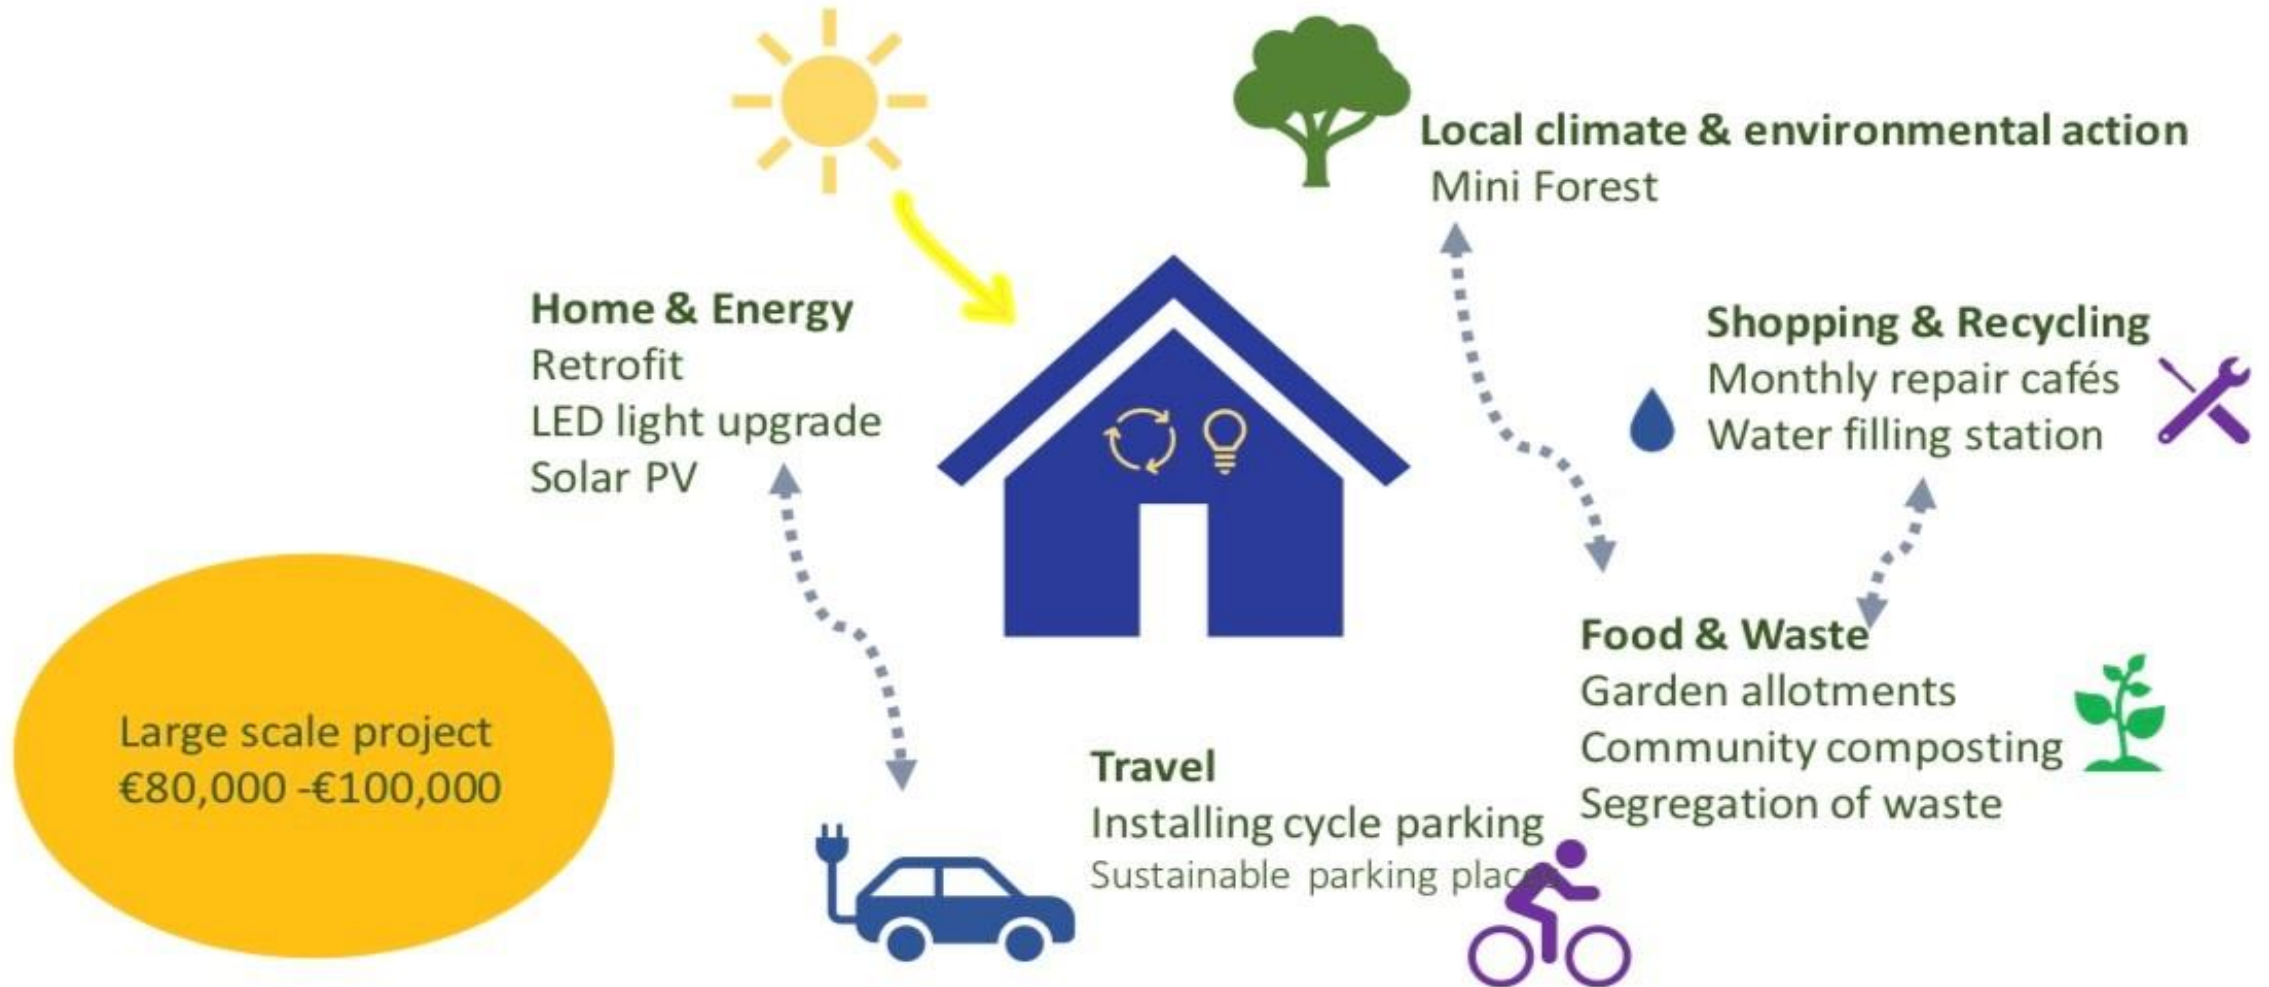 Local climate & environmental action
Mini Forest
Home & Energy
Retrofit
LED light upgrade
Solar PV
Shopping & Recycling
Monthly repair cafés
Water filling station
Large scale project
€80,000 -€100,000
Travel
Installing cycle parking
Sustainable parking
Food & Waste
Garden allotments
Community composting
Segregation of waste